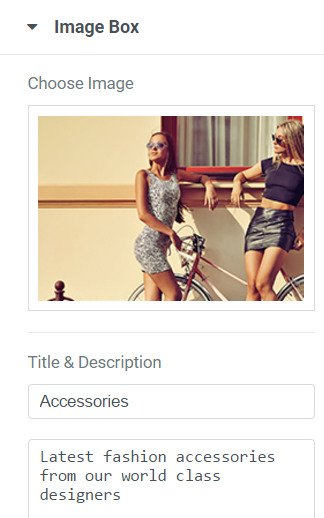 Image Box
Choose Image
Title & Description
Accessories
Latest fashion accessories
from our world class
designers